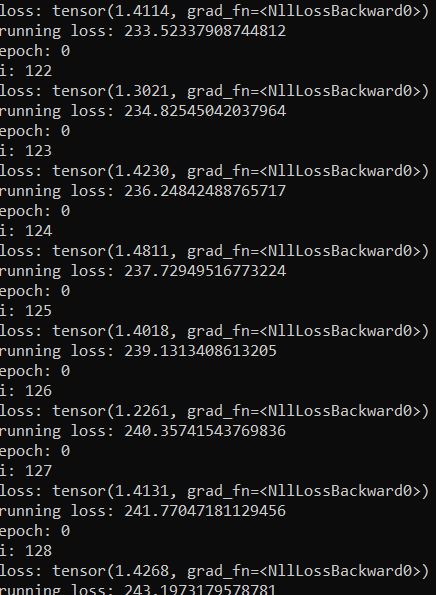 loss: tensor(1.4114, grad_fn=<NllLossBackward0>)
running loss: 233.52337908744812
epoch: 0
i: 122
loss: tensor(1.3021, grad_fn=<NllLossBackward0>)
running loss: 234.82545042037964
epoch: 0
i: 123
loss: tensor(1.4230, grad_fn=<NllLossBackward0>)
running loss: 236.24842488765717
epoch: 0
i: 124
loss: tensor(1.4811, grad_fn=<NllLossBackward0>)
running loss: 237.72949516773224
epoch: 0
i: 125
loss: tensor(1.4018, grad_fn=<NllLossBackward0>)
running loss: 239.1313408613205
epoch: 0
i: 126
loss: tensor(1.2261, grad_fn=<NllLossBackward0>)
running loss: 240.35741543769836
epoch: 0
i: 127
loss: tensor(1.4131, grad_fn=<NllLossBackward0>)
running loss: 241.77047181129456
epoch: 0
i: 128
loss: tensor(1.4268, grad_fn=<NllLossBackward0>)
running loss: 243.1973179578781